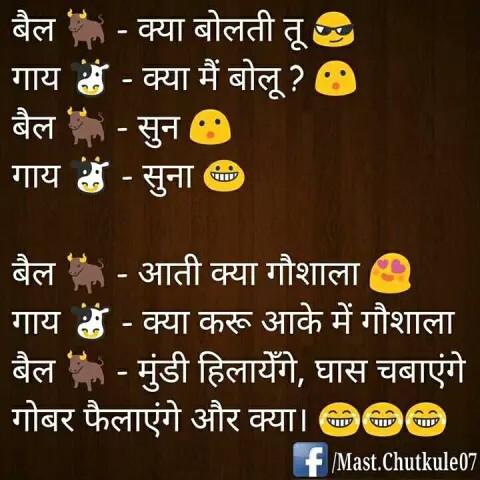 बैल 🐂 - क्या बोलती तू 😎
गाय 🐮 - क्या मैं बोलू ? 😮
बैल 🐂 - सुन 😮
गाय 🐮 - सुना 😁
बैल 🐂 - आती क्या गौशाला 😍
गाय 🐮 - क्या करू आके में गौशाला
बैल 🐂 - मुंडी हिलायेँगे, घास चबाएंगे
गोबर फैलाएंगे और क्या। 😂😂😂
f /Mast.Chutkule07